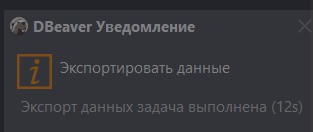 DBeaver Уведомление
Экспортировать данные
Экспорт данных задача выполнена (12s)